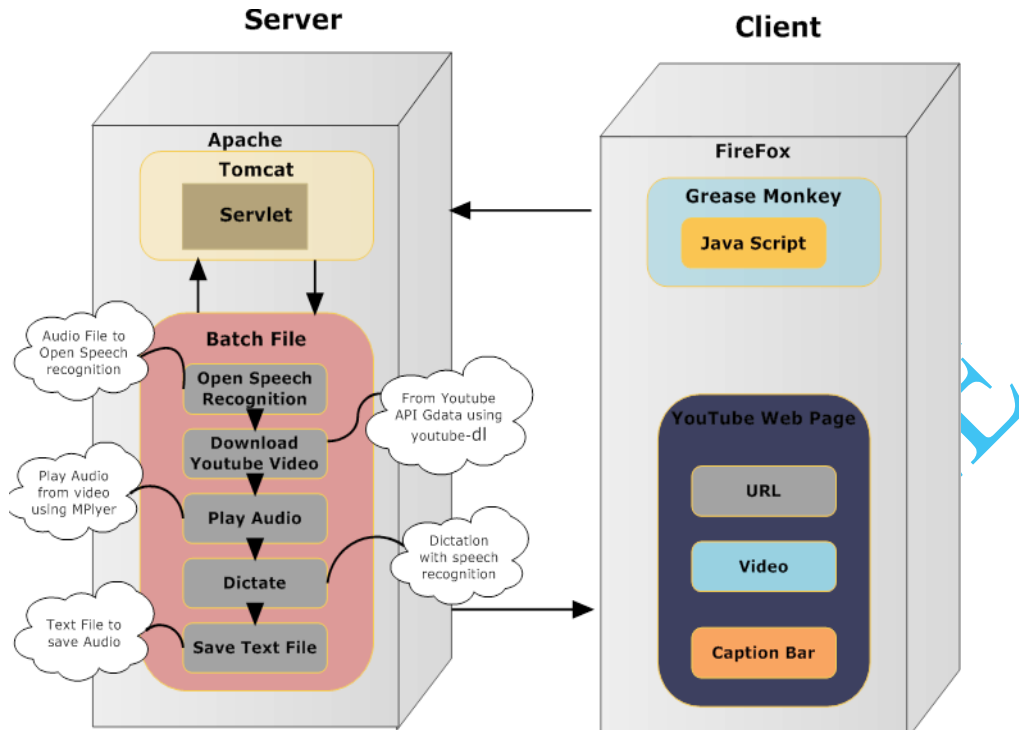 Server
Client
Apache
Tomcat
Servlet
FireFox
Grease Monkey
Java Script
Batch File
Audio File to
Open Speech
recognition
Open Speech
Recognition
From Youtube
API Gdata using
youtube-dl
Download
Youtube Video
Play Audio
from video
using MPlyer
Play Audio
Dictation
with speech
recognition
Dictate
Text File to
save Audio
Save Text File
YouTube Web Page
URL
Video
Caption Bar